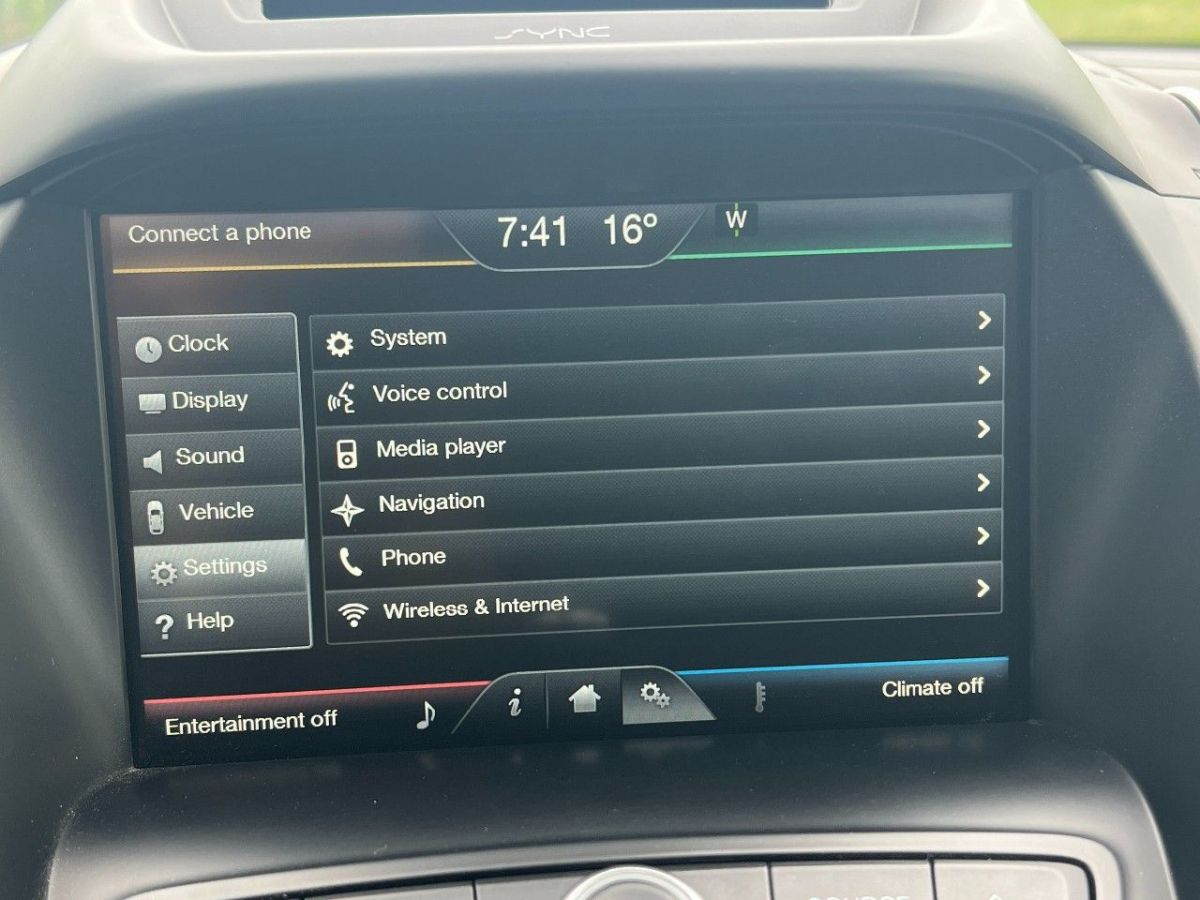 SYNC
Connect a phone
7:41 16°
W
Clock
Display
Sound
Vehicle
Settings
Help
System
Voice control
Media player
Navigation
Phone
Wireless & Internet
Entertainment off
i
Climate off
SOURCE